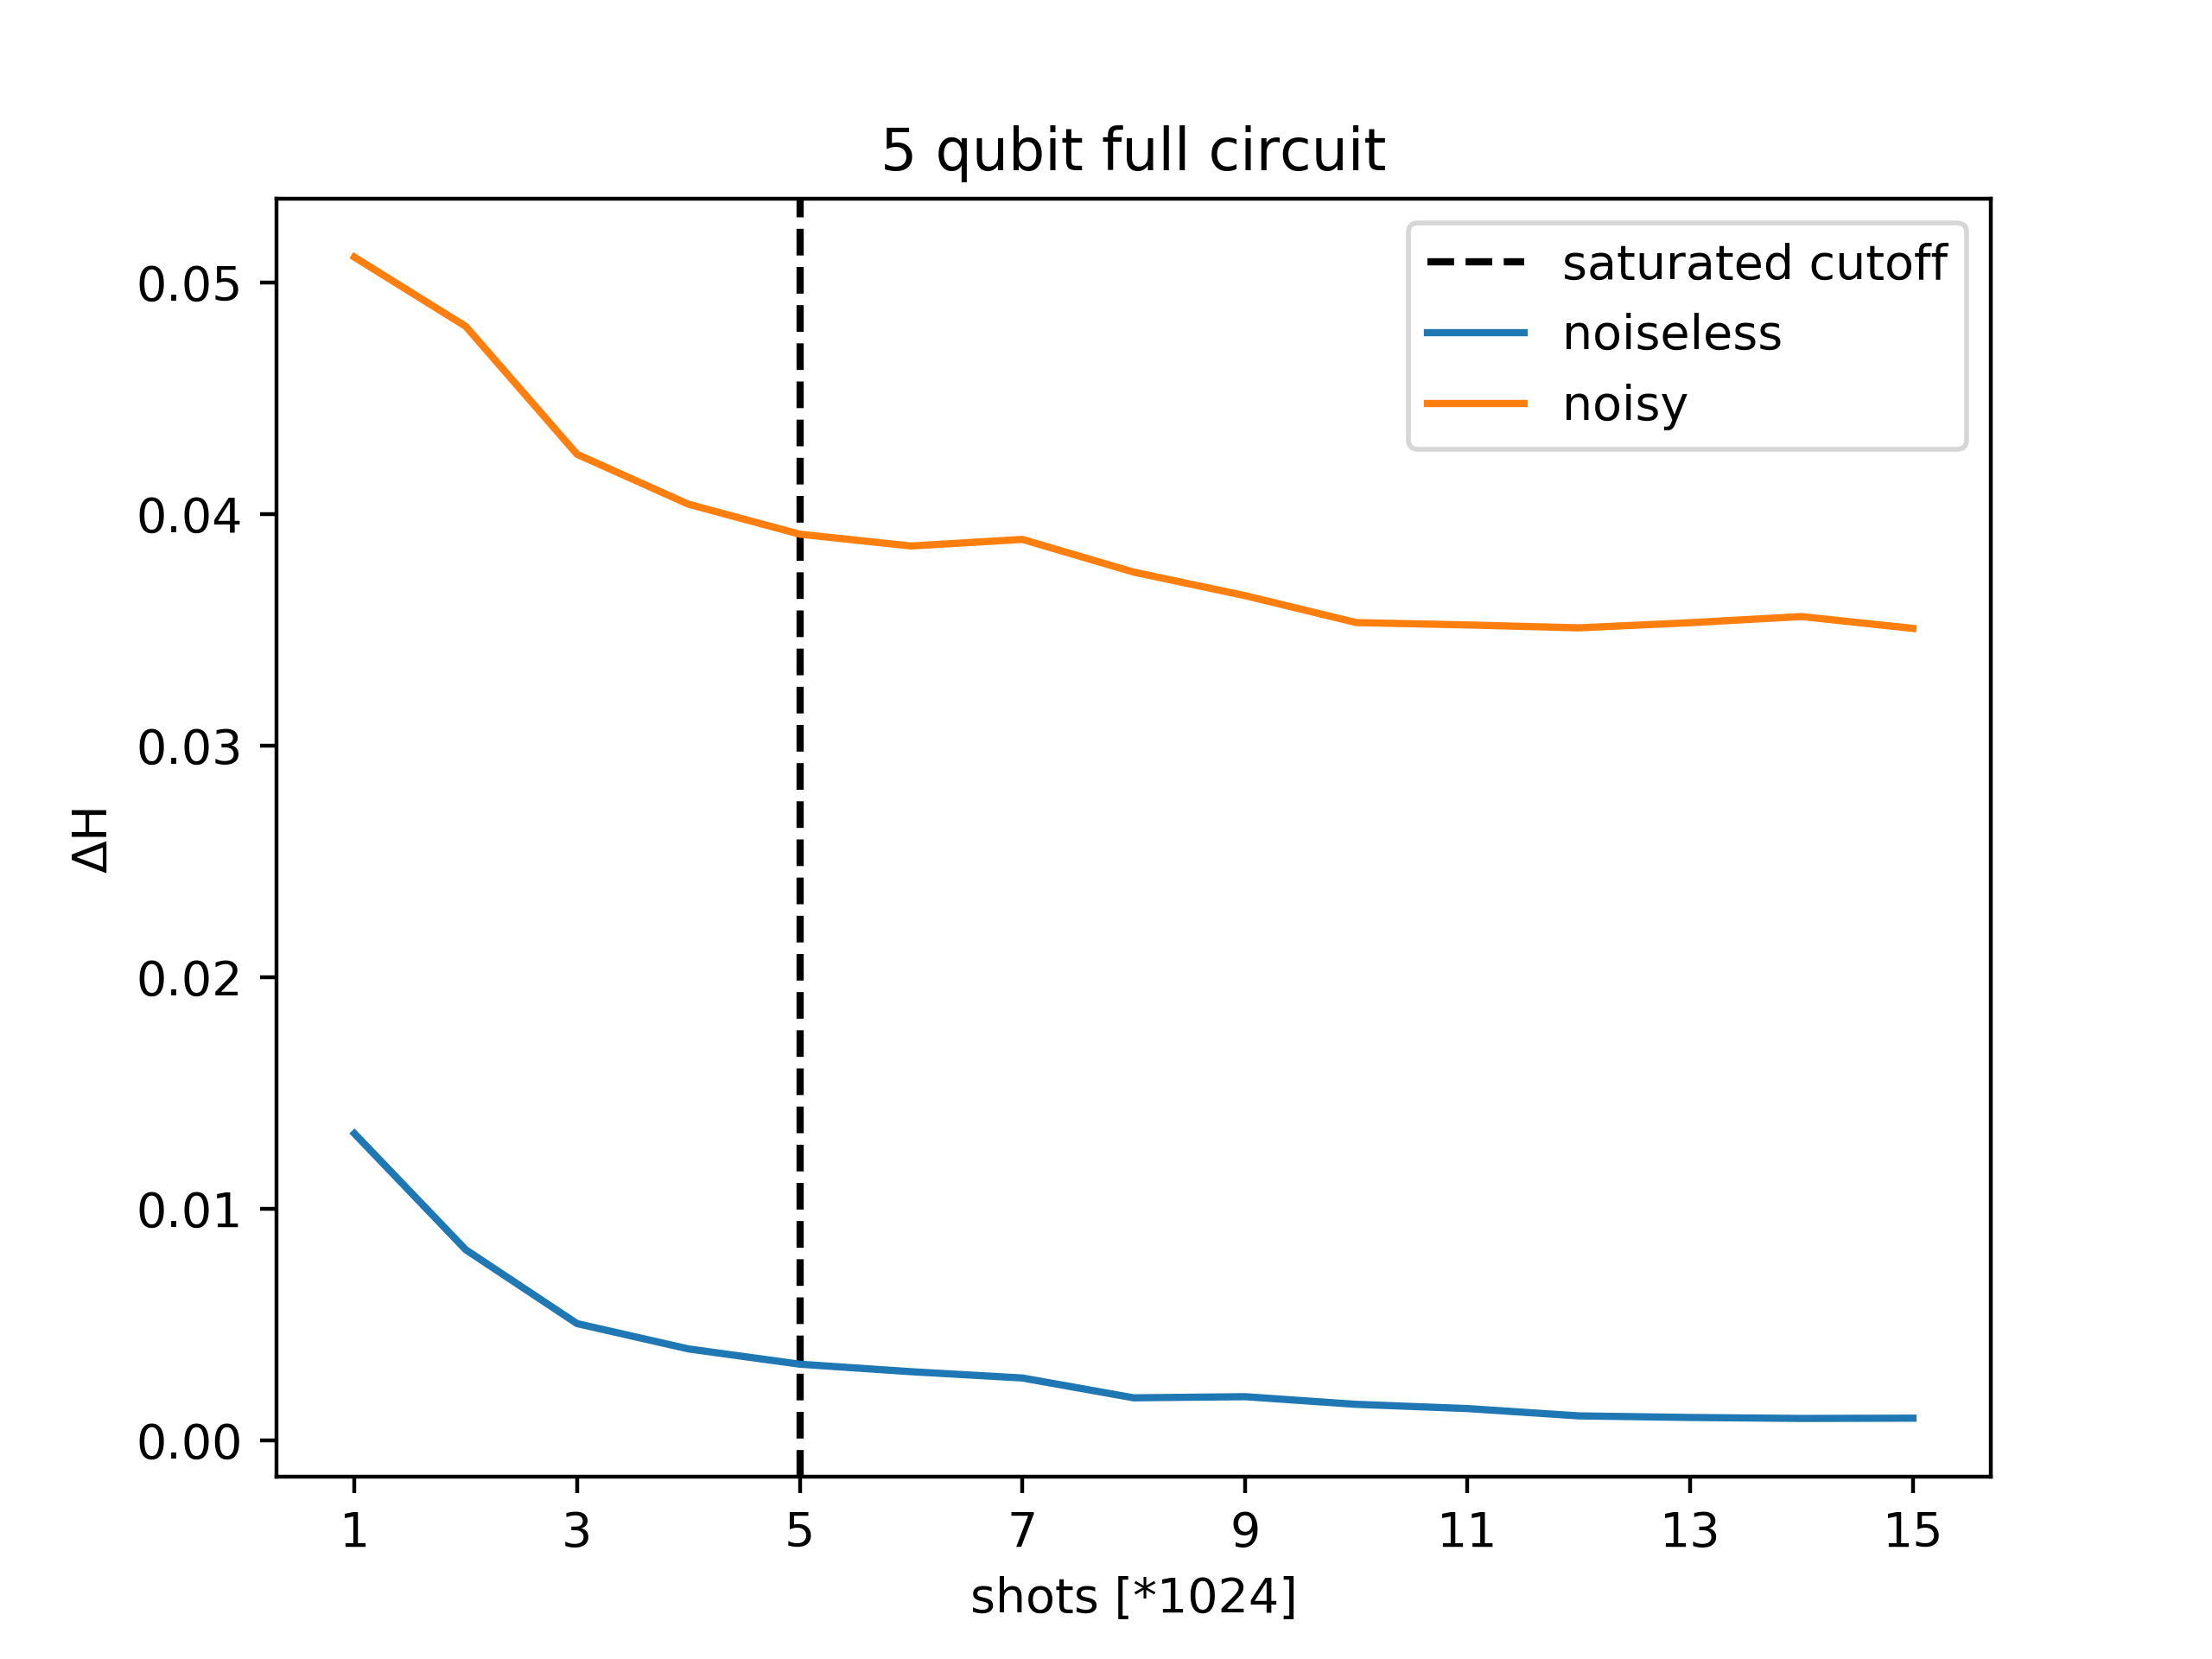 5 qubit full circuit
saturated cutoff
noiseless
noisy
0.05
0.04
0.03
0.02
0.01
0.00
ΔH
1 3 5 7 9 11 13 15
shots [*1024]